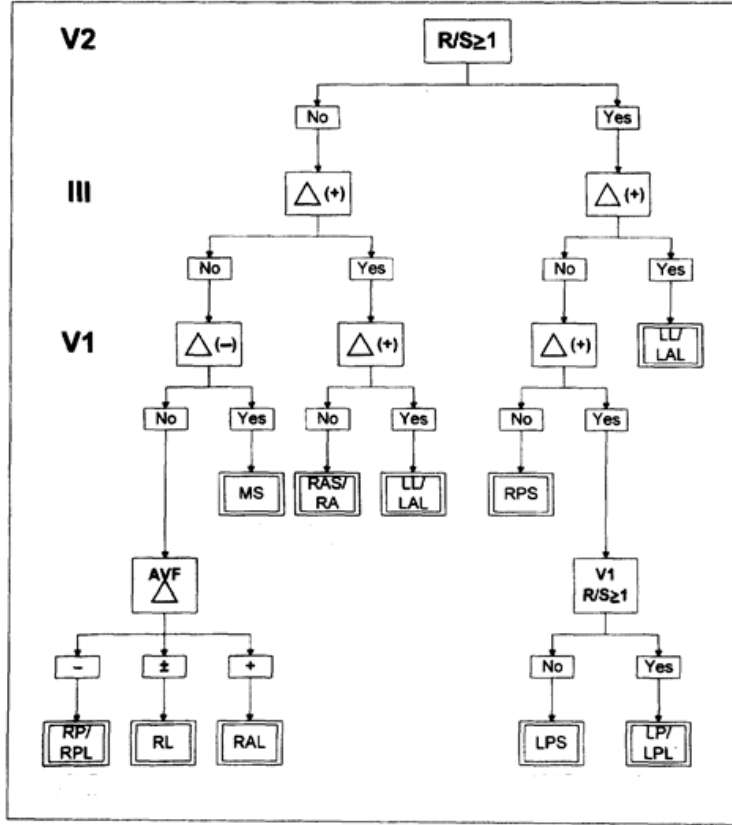 V2
R/S≥1
No
Yes
III
△ (+)
△ (+)
No
Yes
No
Yes
V1
△ (−)
△ (+)
△ (+)
LL/
LAL
No
Yes
No
Yes
No
Yes
MS
RAS/
RA
LL/
LAL
RPS
AVF
△
V1
R/S≥1
−
±
+
No
Yes
RP/
RPL
RL
RAL
LPS
LP/
LPL